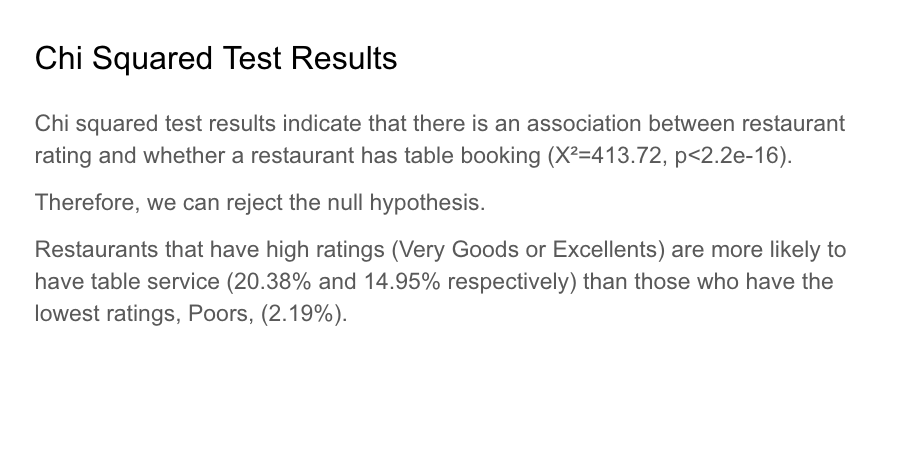 Chi Squared Test Results
Chi squared test results indicate that there is an association between restaurant
rating and whether a restaurant has table booking (X²=413.72, p<2.2e-16).
Therefore, we can reject the null hypothesis.
Restaurants that have high ratings (Very Goods or Excellents) are more likely to
have table service (20.38% and 14.95% respectively) than those who have the
lowest ratings, Poors, (2.19%).